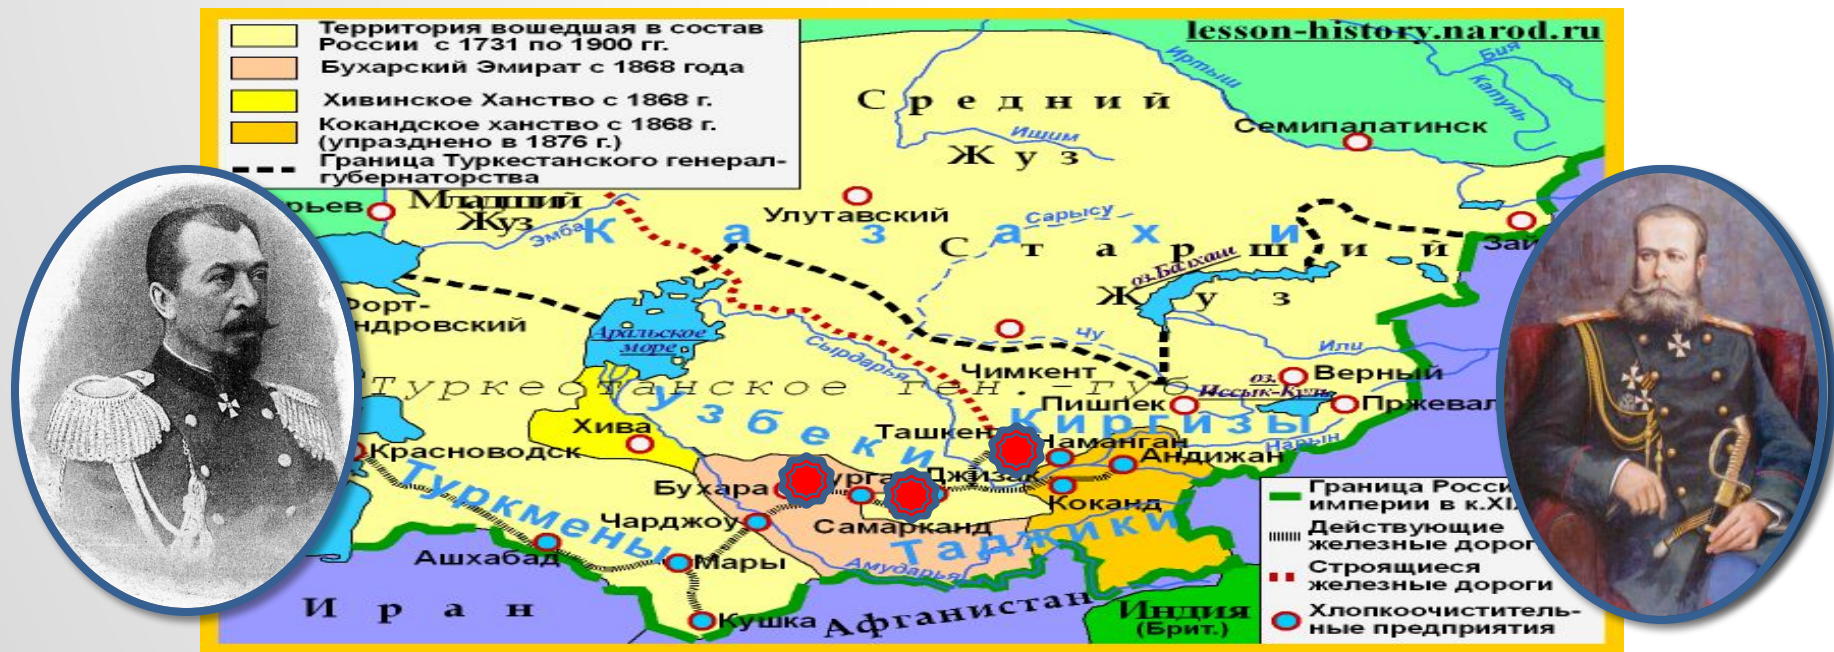 Территория вошедшая в состав
России с 1731 по 1900 гг.
Бухарский Эмират с 1868 года
Хивинское Ханство с 1868 г.
Кокандское ханство с 1868 г.
(упразднено в 1876 г.)
Граница Туркестанского генерал-
губернаторства
lesson-history.narod.ru
Иртыш
Бия
Катунь
Средний
Жуз
Ишим
Семипалатинск
рьев
Младший
Жуз
Эмба
Улутавский
Сарысу
Казахи
Старший
Жуз
оз.Балхаш
Зай
Форт-
ндровский
Аральское
море
Сырдарья
Чу
Или
Чимкент
Верный
Туркестанское ген.-губ
оз.
Иссык-Куль
Пишпек
Пржевал
Хива
Узбеки
Киргизы
Ташкен
Наманган
Нарын
Андижан
Красноводск
Туркмены
Бухара
урга
Джизак
Коканд
Чарджоу
Самарканд
Таджики
Ашхабад
Мары
Амударья
Иран
Кушка
Афганистан
Индия
(Брит.)
Граница Росси
империи в к.XIX
Действующие
железные дорог
Строящиеся
железные дороги
Хлопкоочиститель-
ные предприятия